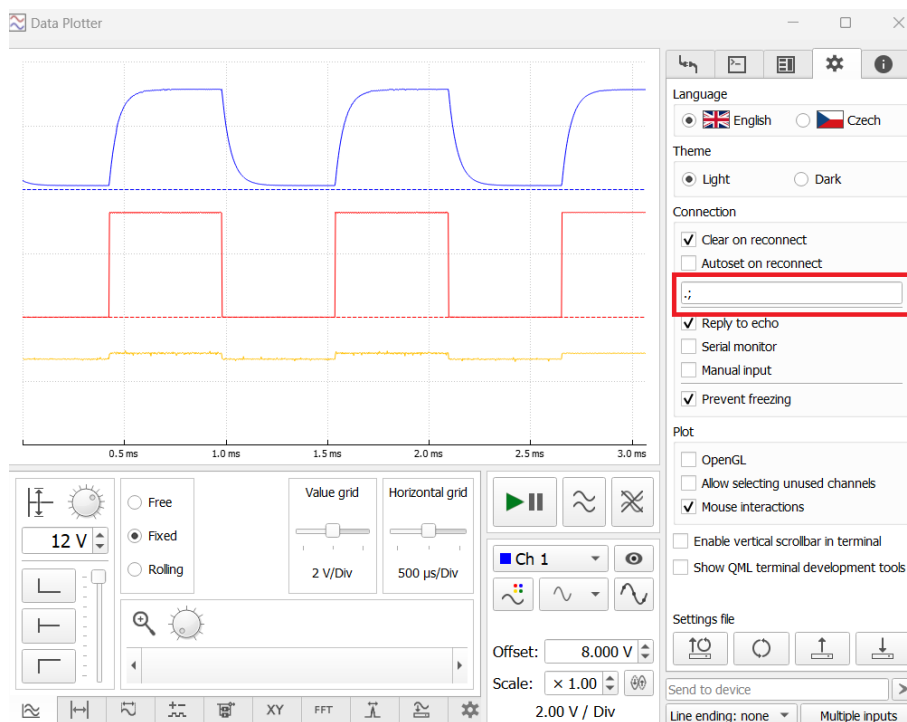 Data Plotter
Language
English
Czech
Theme
Light
Dark
Connection
Clear on reconnect
Autoset on reconnect
.;
Reply to echo
Serial monitor
Manual input
Prevent freezing
Plot
OpenGL
Allow selecting unused channels
Mouse interactions
Enable vertical scrollbar in terminal
Show QML terminal development tools
Settings file
Send to device
Line ending: none
Multiple inputs
0.5 ms 1.0 ms 1.5 ms 2.0 ms 2.5 ms 3.0 ms
12 V
Free
Fixed
Rolling
Value grid
2 V/Div
Horizontal grid
500 µs/Div
Ch 1
Offset: 8.000 V
Scale: × 1.00
2.00 V / Div
XY
FFT